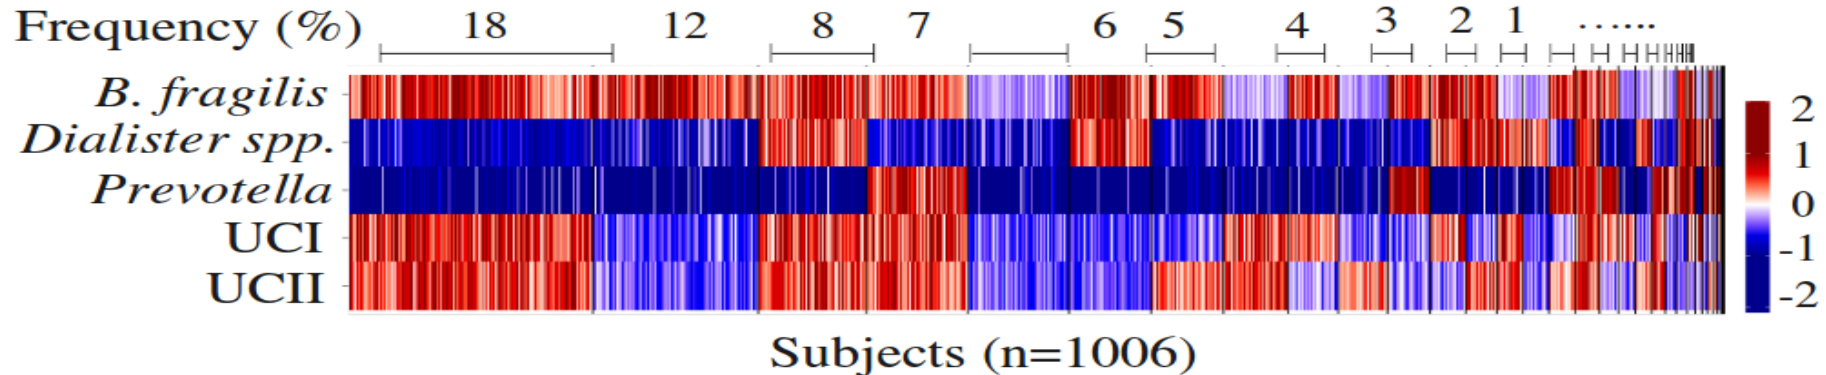 Frequency (%) 18 12 8 7 6 5 4 3 2 1 .......
B. fragilis
Dialister spp.
Prevotella
UCI
UCII
2
1
0
-1
-2
Subjects (n=1006)